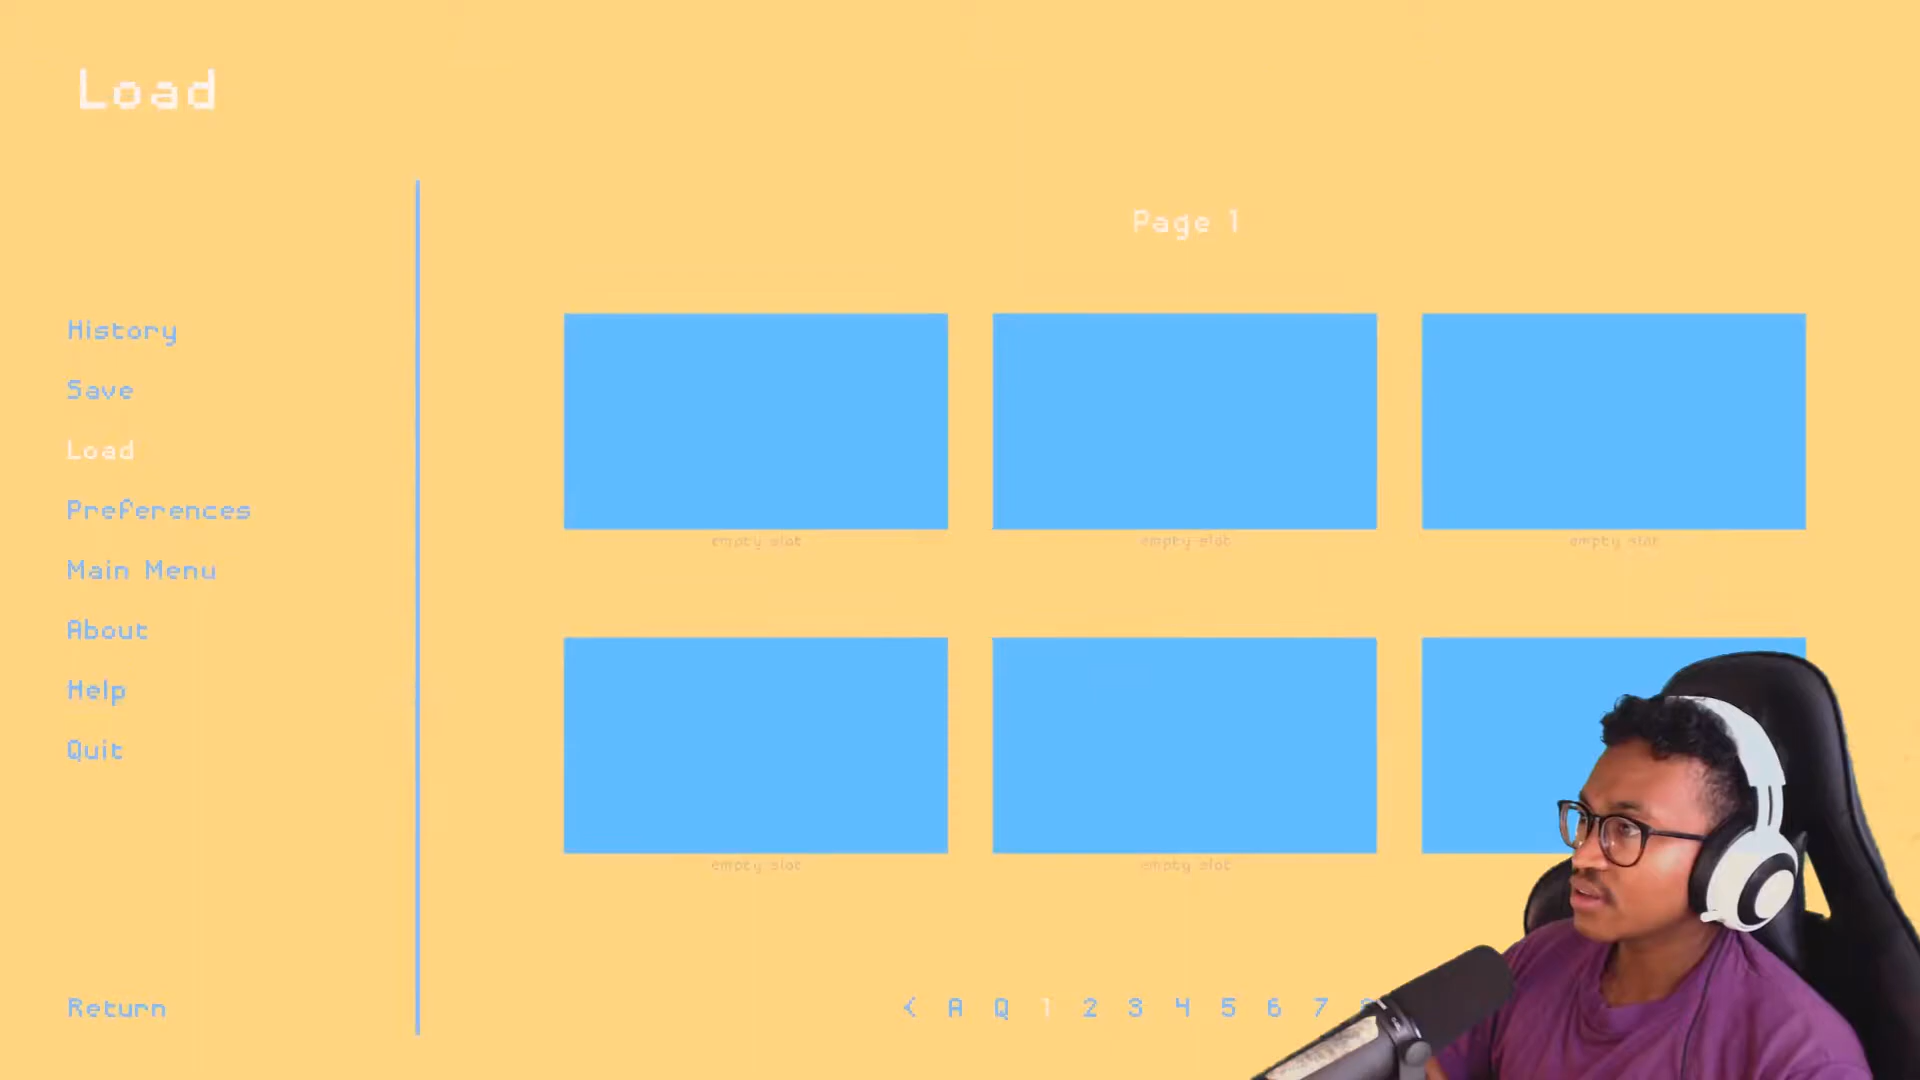 Load
Page 1
History
Save
Load
Preferences
Main Menu
About
Help
Quit
empty slot
empty slot
empty slot
empty slot
empty slot
Return
< A Q 1 2 3 4 5 6 7